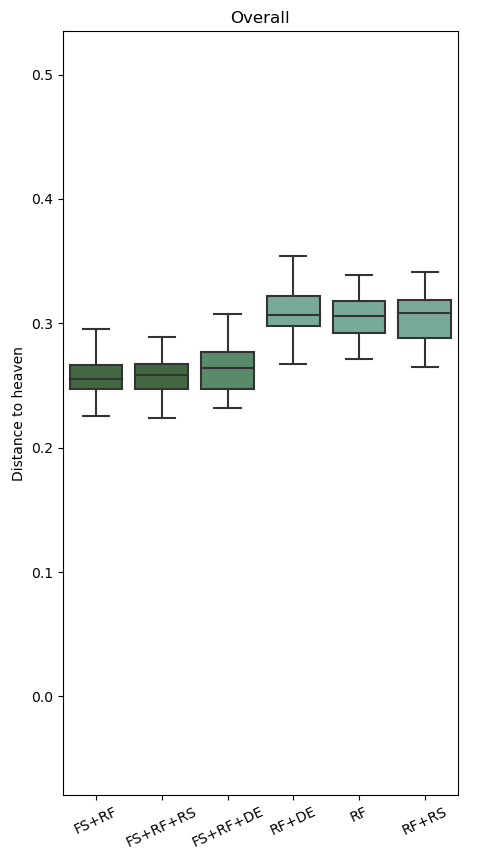 Overall
Distance to heaven
0.5
0.4
0.3
0.2
0.1
0.0
FS+RF
FS+RF+RS
FS+RF+DE
RF+DE
RF
RF+RS